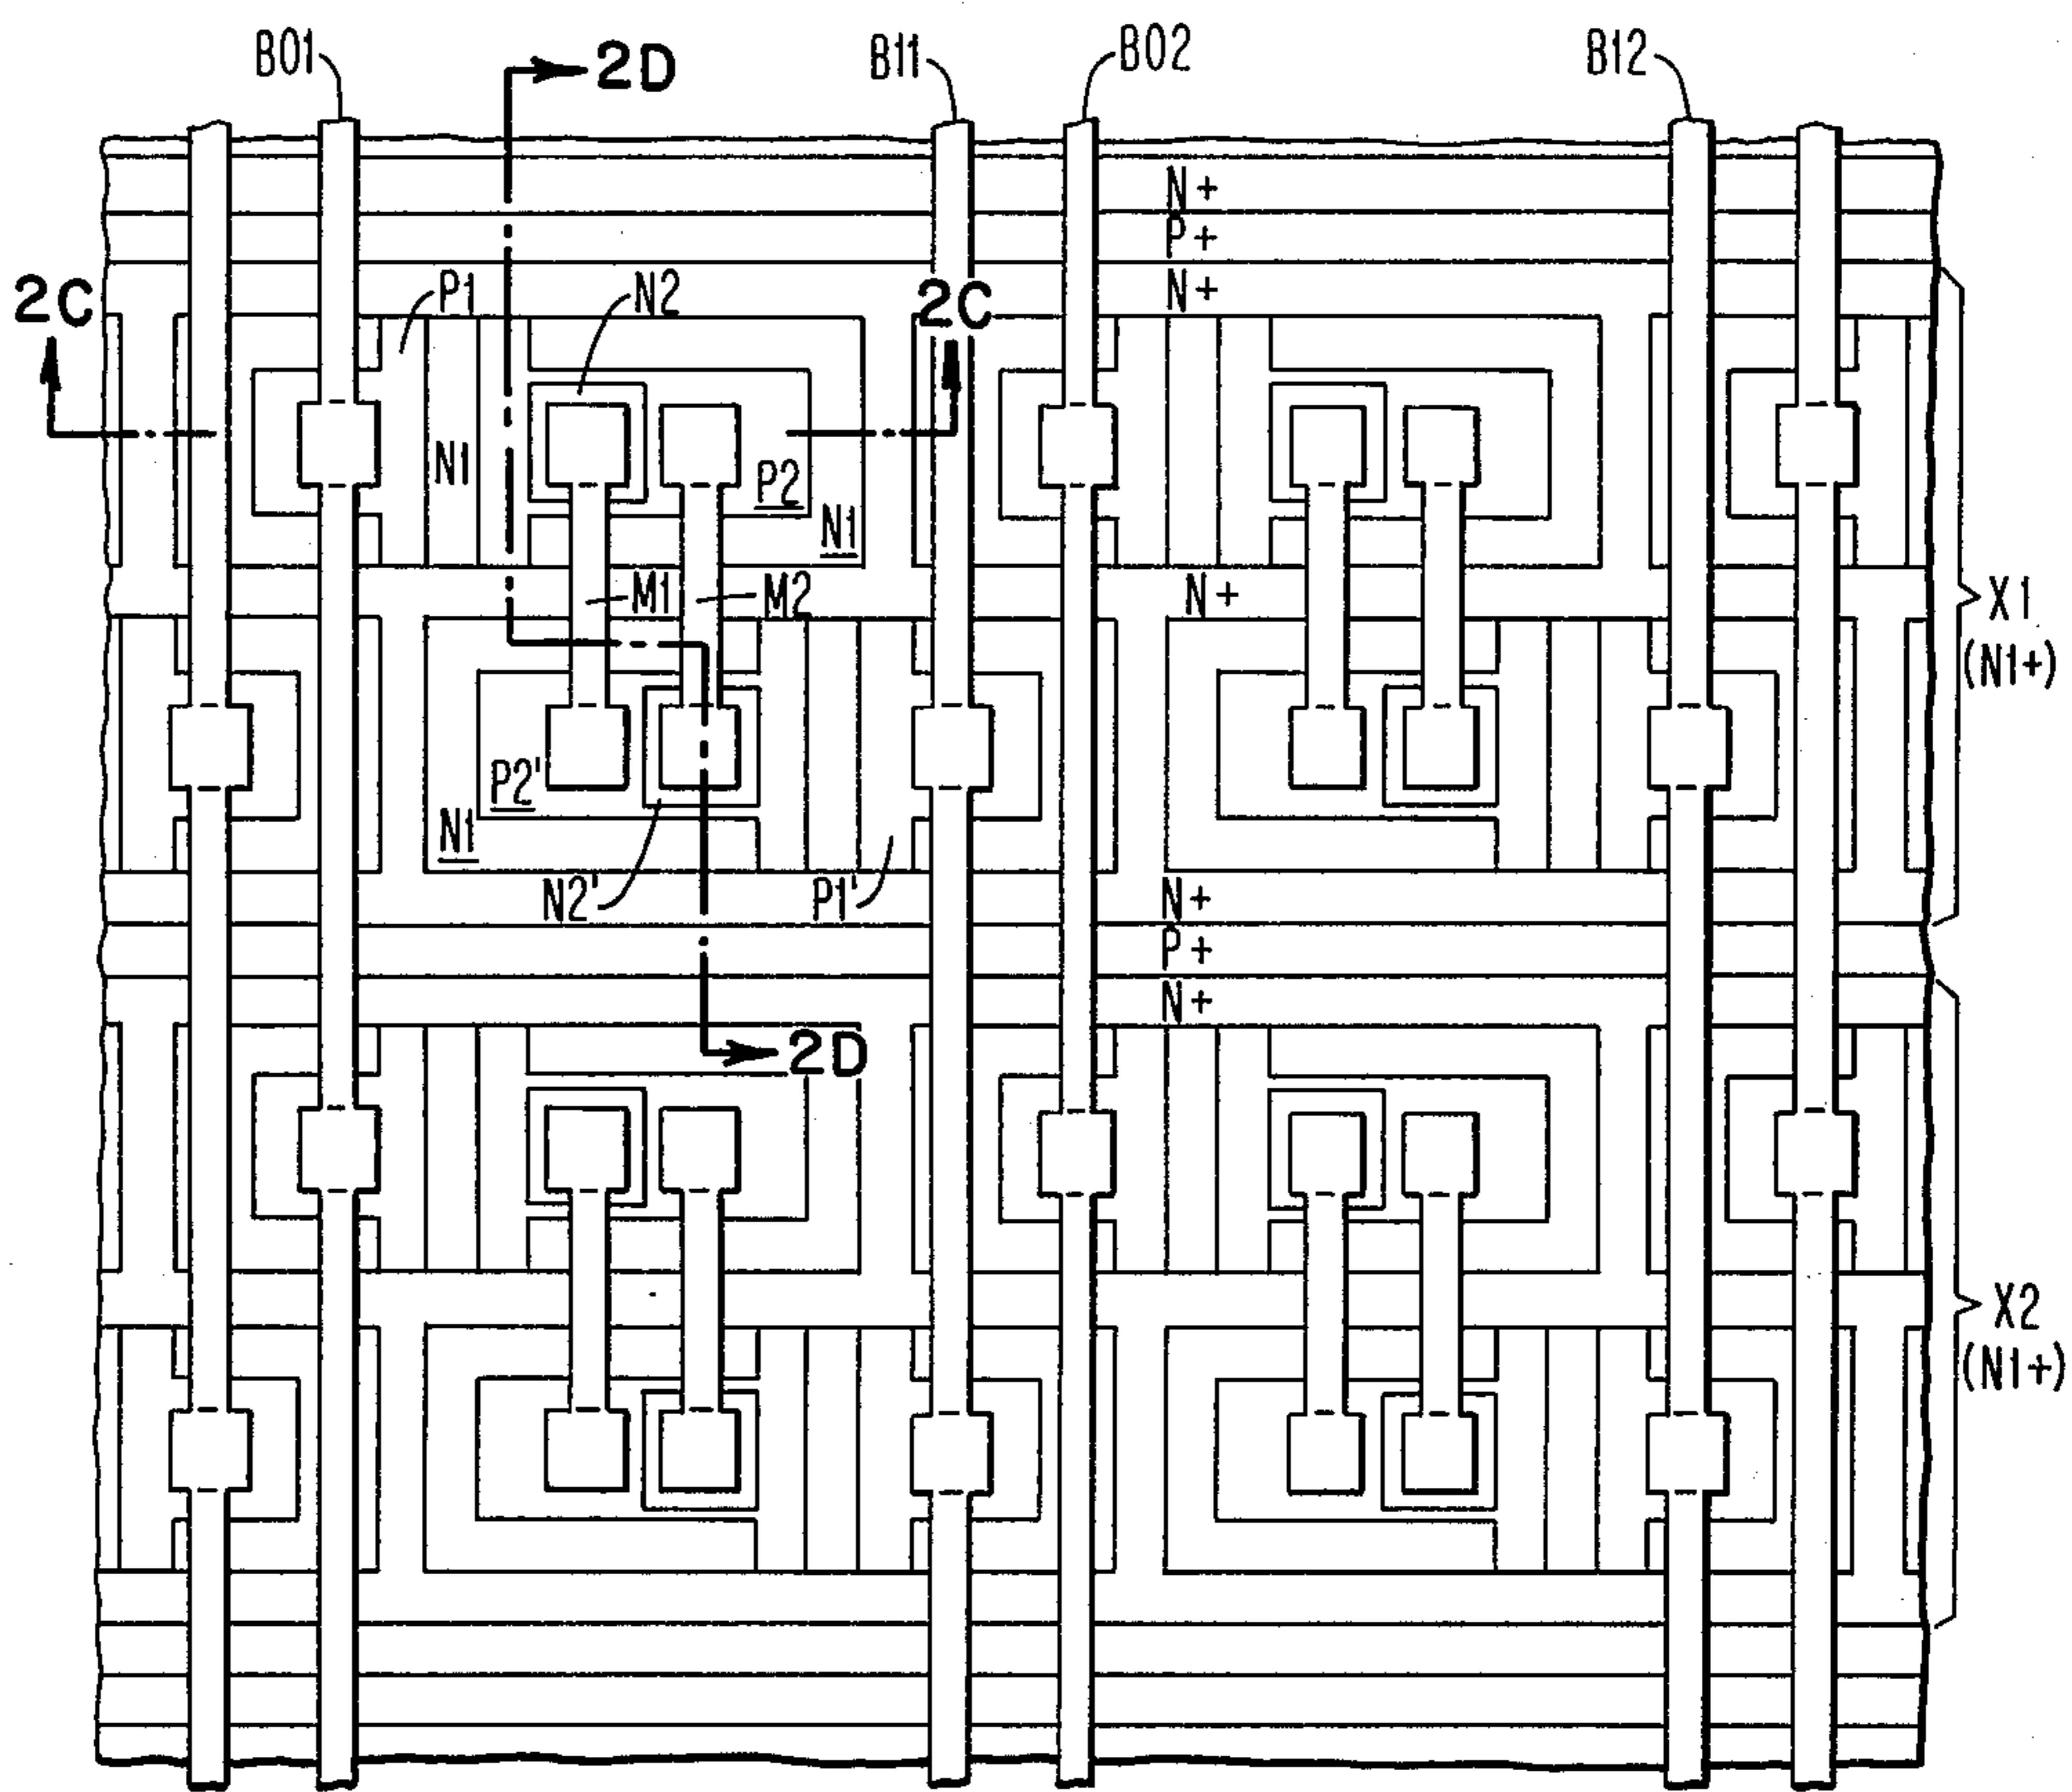 B01
2D
B11
B02
B12
N+
P+
2C
P1
N2
2C
N+
N1
P2
N1
M1
M2
N+
X1
(N1+)
P2'
N1
N2'
P1'
N+
P+
N+
2D
X2
(N1+)